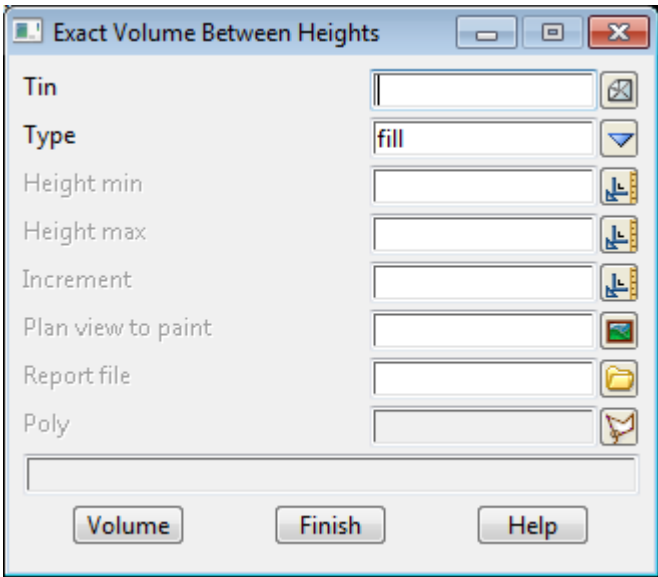 Exact Volume Between Heights
Tin
Type fill
Height min
Height max
Increment
Plan view to paint
Report file
Poly
Volume Finish Help